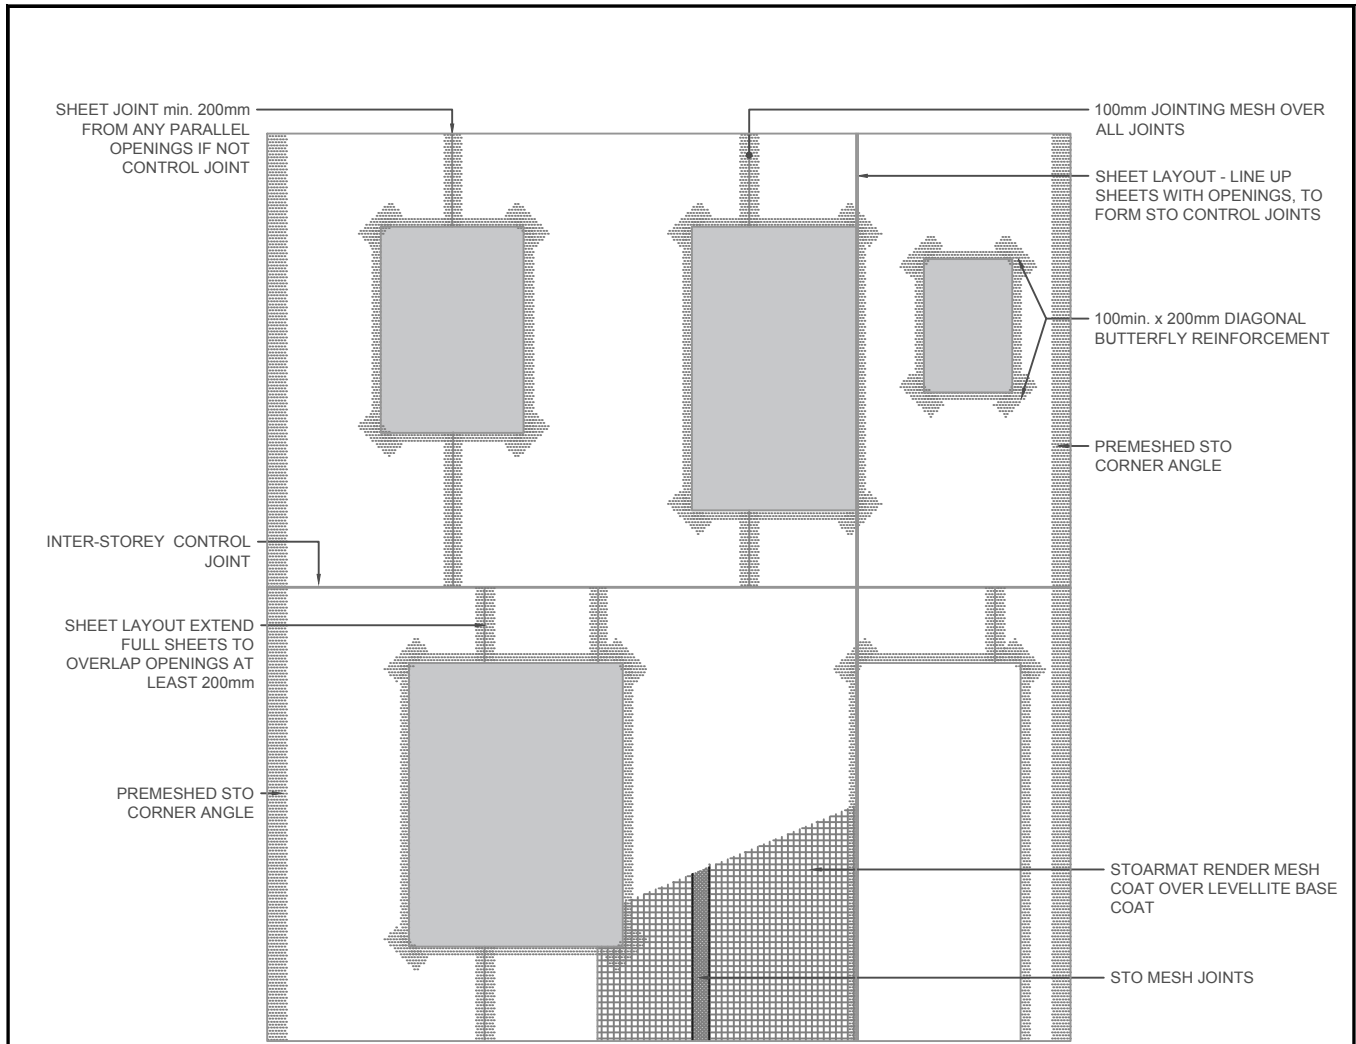 SHEET JOINT min. 200mm
FROM ANY PARALLEL
OPENINGS IF NOT
CONTROL JOINT
100mm JOINTING MESH OVER
ALL JOINTS
SHEET LAYOUT - LINE UP
SHEETS WITH OPENINGS, TO
FORM STO CONTROL JOINTS
100min. x 200mm DIAGONAL
BUTTERFLY REINFORCEMENT
PREMESHED STO
CORNER ANGLE
INTER-STOREY CONTROL
JOINT
SHEET LAYOUT EXTEND
FULL SHEETS TO
OVERLAP OPENINGS AT
LEAST 200mm
PREMESHED STO
CORNER ANGLE
STOARMAT RENDER MESH
COAT OVER LEVELLITE BASE
COAT
STO MESH JOINTS